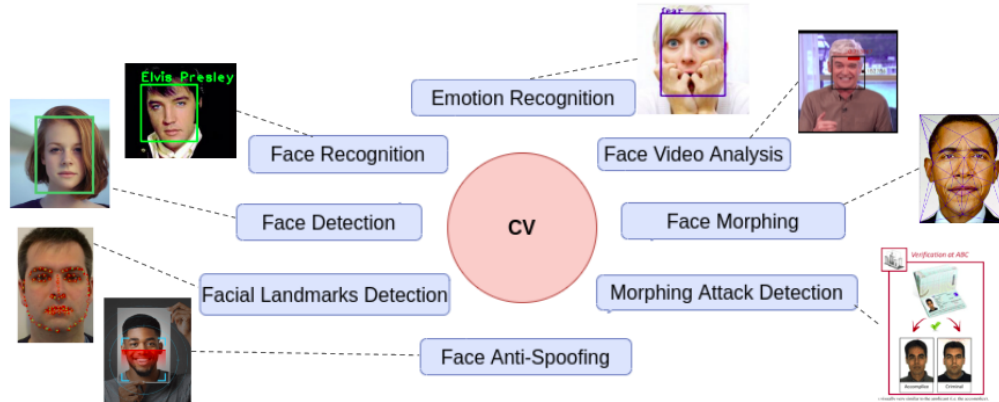 fear
Elvis Presley
Emotion Recognition
Face Recognition
Face Video Analysis
Face Detection
CV
Face Morphing
Facial Landmarks Detection
Morphing Attack Detection
Face Anti-Spoofing
Verification at ABC
Accomplice
Criminal